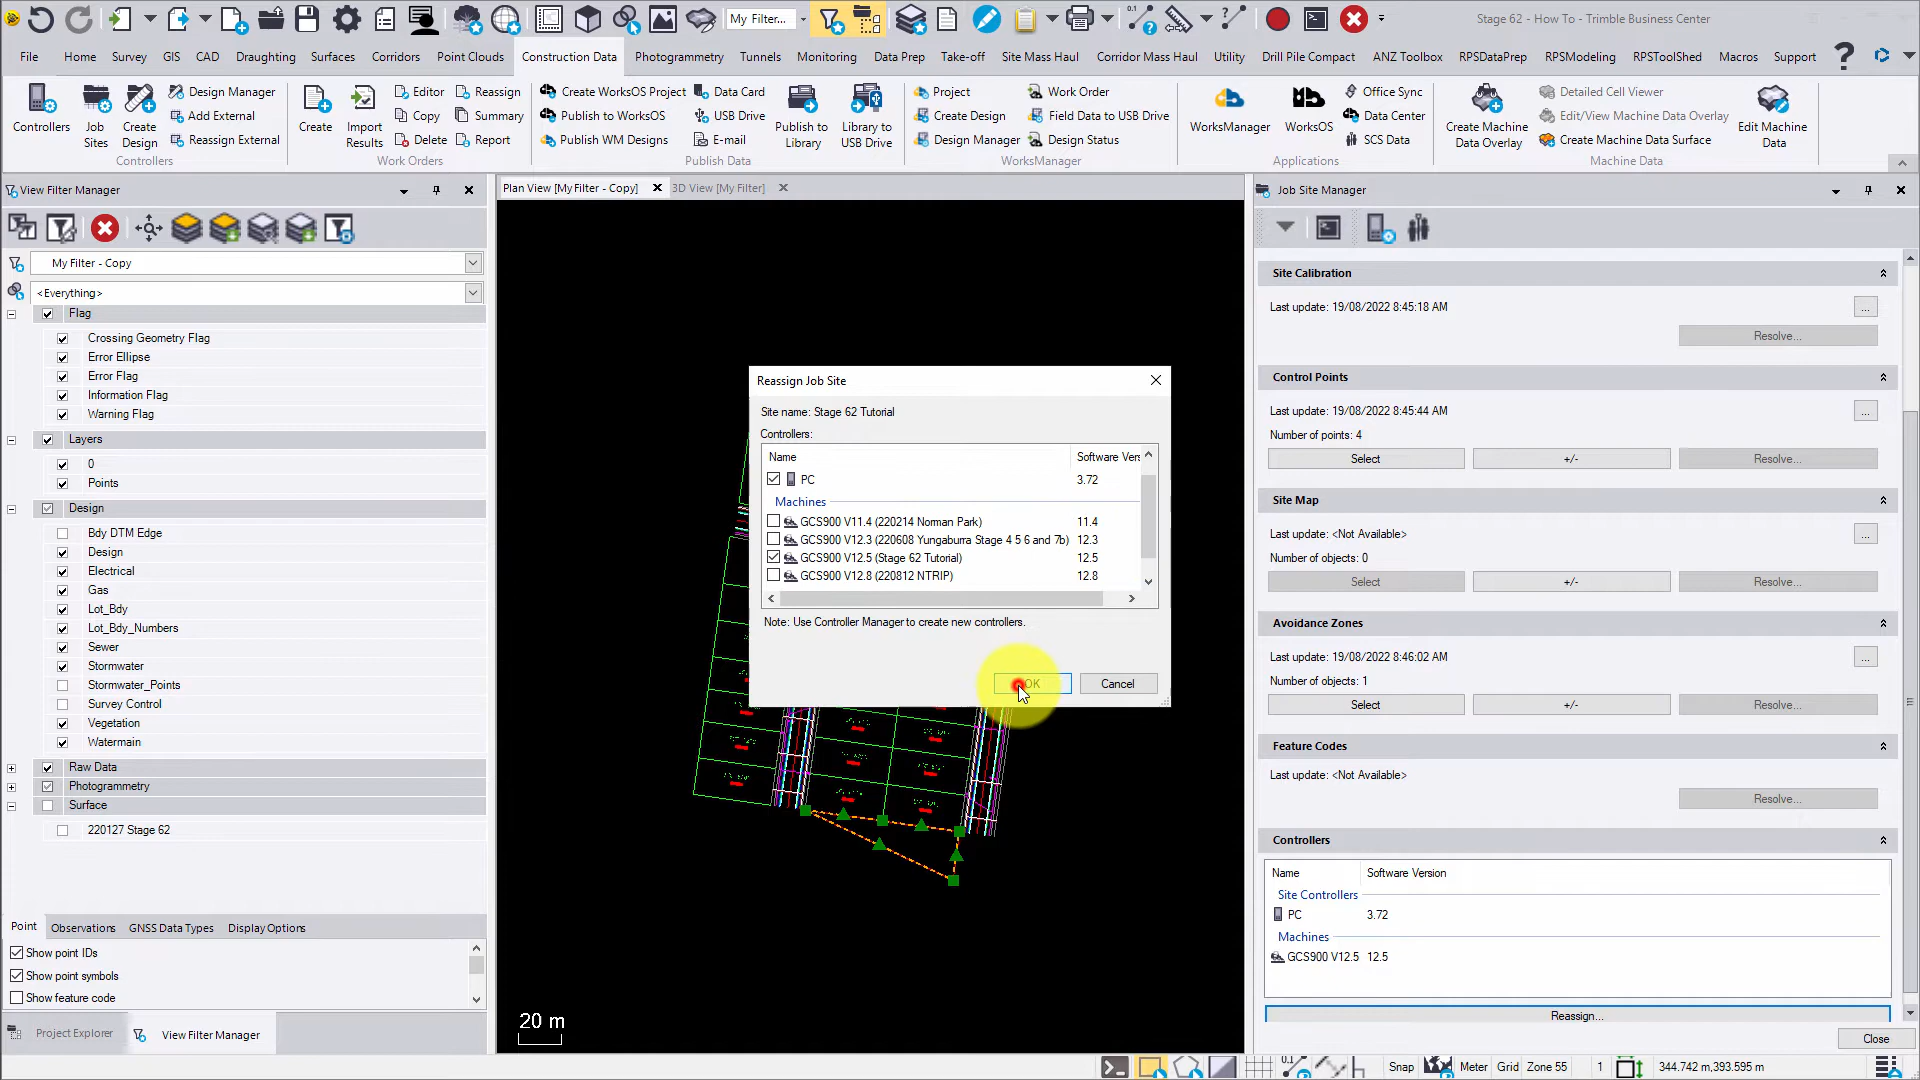 My Filter...
Stage 62 - How To - Trimble Business Center
File Home Survey GIS CAD Draughting Surfaces Corridors Point Clouds Construction Data Photogrammetry Tunnels Monitoring Data Prep Take-off Site Mass Haul Corridor Mass Haul Utility Drill Pile Compact ANZ Toolbox RPSDataPrep RPSModeling RPSToolShed Macros Support
Controllers
Job Sites
Create Design
Design Manager
Add External
Reassign External
Controllers
Create
Import Results
Editor
Copy
Delete
Reassign
Summary
Report
Work Orders
Create WorksOS Project
Publish to WorksOS
Publish WM Designs
Data Card
USB Drive
E-mail
Publish to Library
Library to USB Drive
Publish Data
Project
Create Design
Design Manager
Work Order
Field Data to USB Drive
Design Status
WorksManager
WorksManager
WorksOS
Office Sync
Data Center
SCS Data
Applications
Create Machine Data Overlay
Detailed Cell Viewer
Edit/View Machine Data Overlay
Create Machine Data Surface
Edit Machine Data
Machine Data
View Filter Manager
My Filter - Copy
<Everything>
Flag
Crossing Geometry Flag
Error Ellipse
Error Flag
Information Flag
Warning Flag
Layers
0
Points
Design
Bdy DTM Edge
Design
Electrical
Gas
Lot_Bdy
Lot_Bdy_Numbers
Sewer
Stormwater
Stormwater_Points
Survey Control
Vegetation
Watermain
Raw Data
Photogrammetry
Surface
220127 Stage 62
Point Observations GNSS Data Types Display Options
Show point IDs
Show point symbols
Show feature code
Project Explorer View Filter Manager
Plan View [My Filter - Copy] 3D View [My Filter]
Reassign Job Site
Site name: Stage 62 Tutorial
Controllers:
Name Software Vers
PC 3.72
Machines
GCS900 V11.4 (220214 Norman Park) 11.4
GCS900 V12.3 (220608 Yungaburra Stage 4 5 6 and 7b) 12.3
GCS900 V12.5 (Stage 62 Tutorial) 12.5
GCS900 V12.8 (220812 NTRIP) 12.8
Note: Use Controller Manager to create new controllers.
OK Cancel
20 m
Job Site Manager
Site Calibration
Last update: 19/08/2022 8:45:18 AM
...
Resolve...
Control Points
Last update: 19/08/2022 8:45:44 AM
...
Number of points: 4
Select +/- Resolve...
Site Map
Last update: <Not Available>
...
Number of objects: 0
Select +/- Resolve...
Avoidance Zones
Last update: 19/08/2022 8:46:02 AM
...
Number of objects: 1
Select +/- Resolve...
Feature Codes
Last update: <Not Available>
Resolve...
Controllers
Name Software Version
Site Controllers
PC 3.72
Machines
GCS900 V12.5 12.5
Reassign...
Close
Snap Meter Grid Zone 55 1 344.742 m,393.595 m